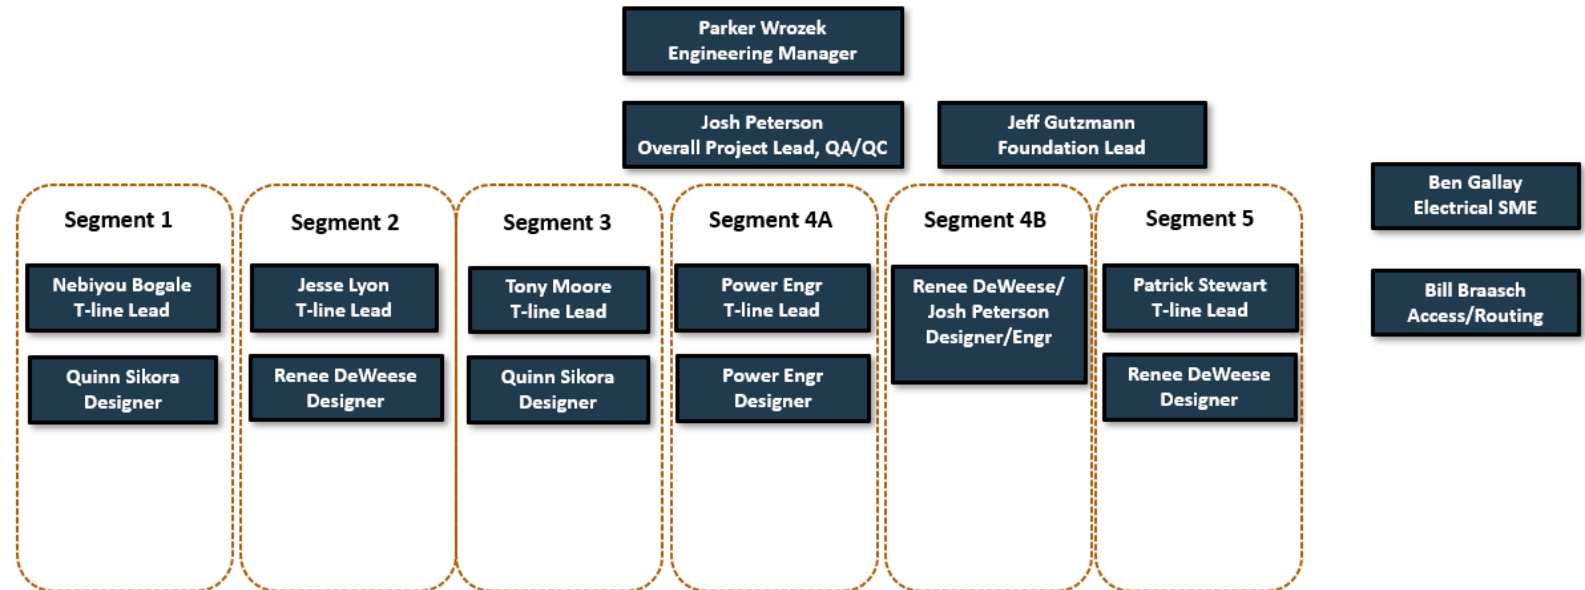 Parker Wrozek
Engineering Manager
Josh Peterson
Overall Project Lead, QA/QC
Jeff Gutzmann
Foundation Lead
Ben Gallay
Electrical SME
Bill Braasch
Access/Routing
Segment 1
Nebiyou Bogale
T-line Lead
Quinn Sikora
Designer
Segment 2
Jesse Lyon
T-line Lead
Renee DeWeese
Designer
Segment 3
Tony Moore
T-line Lead
Quinn Sikora
Designer
Segment 4A
Power Engr
T-line Lead
Power Engr
Designer
Segment 4B
Renee DeWeese/
Josh Peterson
Designer/Engr
Segment 5
Patrick Stewart
T-line Lead
Renee DeWeese
Designer